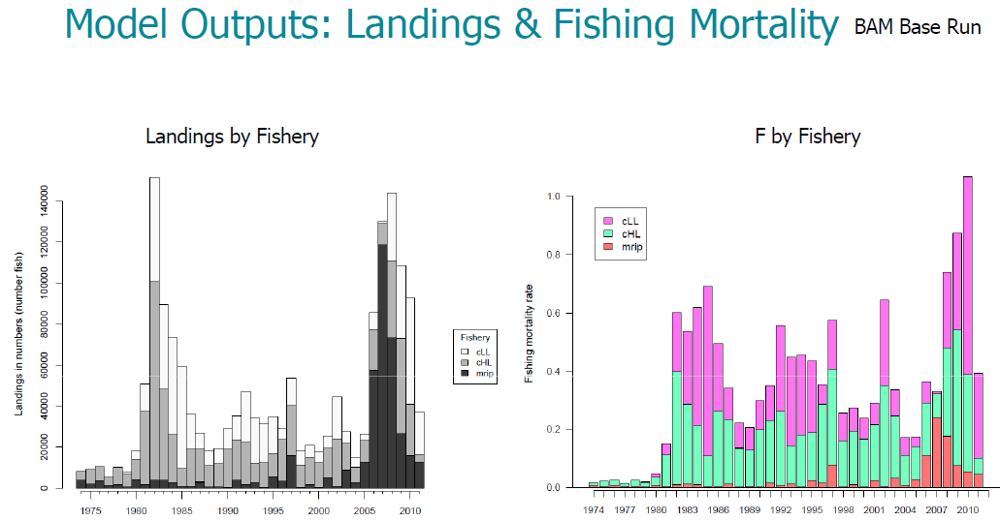 Model Outputs: Landings & Fishing Mortality BAM Base Run
Landings by Fishery
Landings in numbers (number fish)
140000
120000
100000
80000
60000
40000
20000
0
1975 1980 1985 1990 1995 2000 2005 2010
Fishery
cLL
cHL
mrip
F by Fishery
Fishing mortality rate
1.0
0.8
0.6
0.4
0.2
0.0
cLL
cHL
mrip
1974 1977 1980 1983 1986 1989 1992 1995 1998 2001 2004 2007 2010